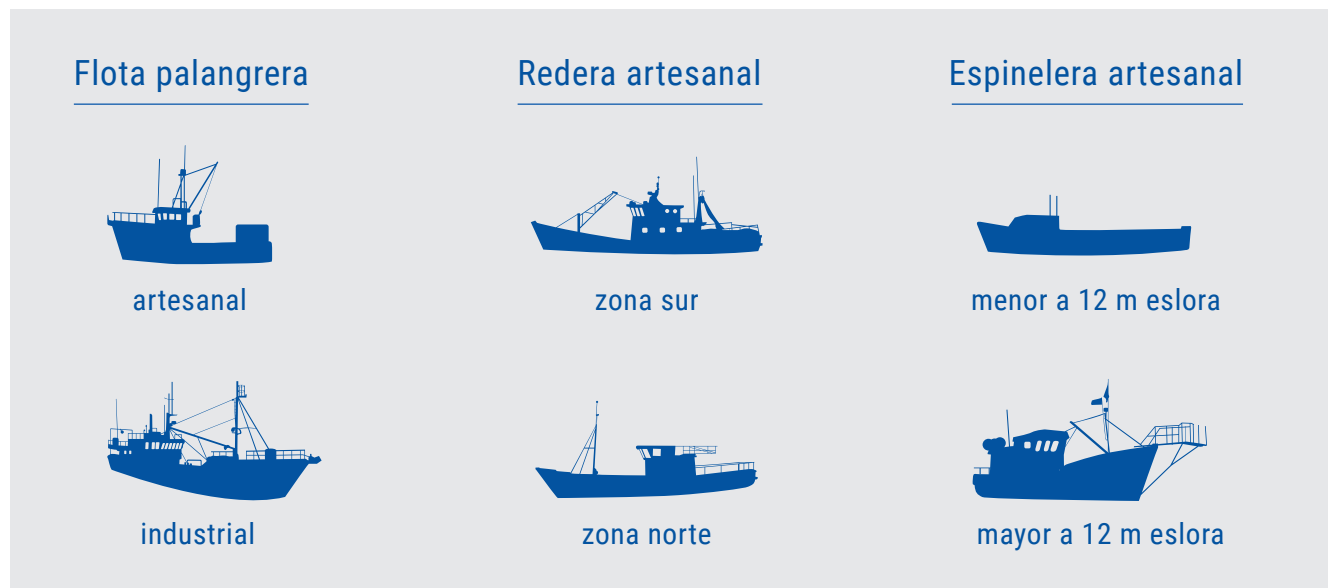 Flota palangrera
Redera artesanal
Espinelera artesanal
artesanal
zona sur
menor a 12 m eslora
industrial
zona norte
mayor a 12 m eslora